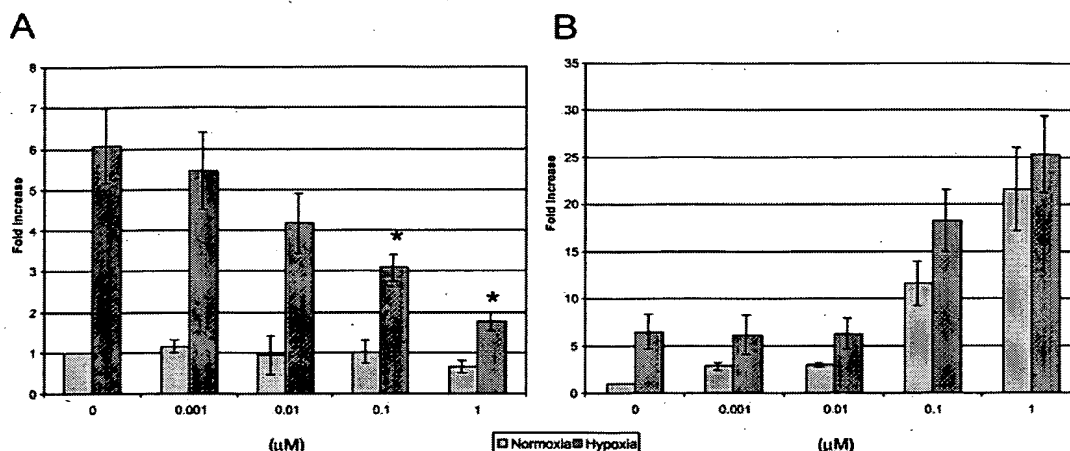 A
Fold Increase
8
7
6
5
4
3
2
1
0
* *
0 0.001 0.01 0.1 1
(μM)
B
Fold Increase
35
30
25
20
15
10
5
0
0 0.001 0.01 0.1 1
(μM)
Normoxia Hypoxia